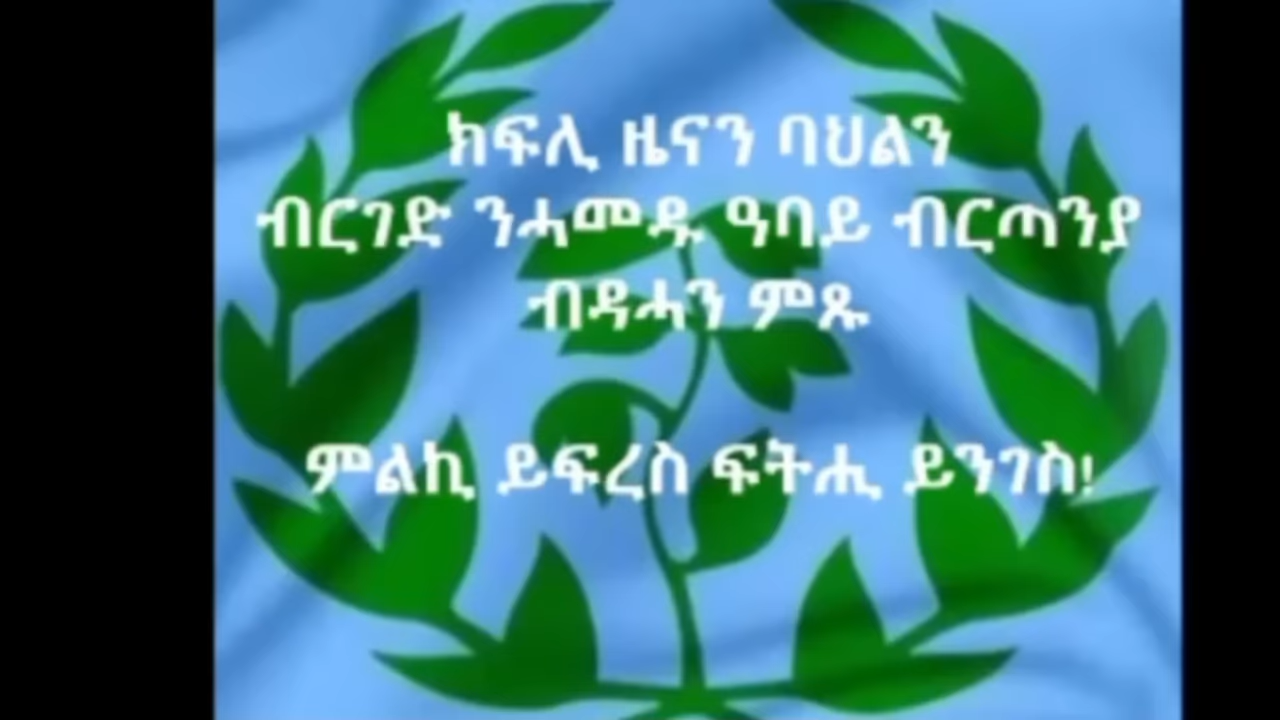 ክፍሊ ዜናን ባህልን
ብርገድ ንሓመዱ ዓባይ ብርጣንያ
ብዳሓን ምጹ
ምልኪ ይፍረስ ፍትሒ ይንገስ!